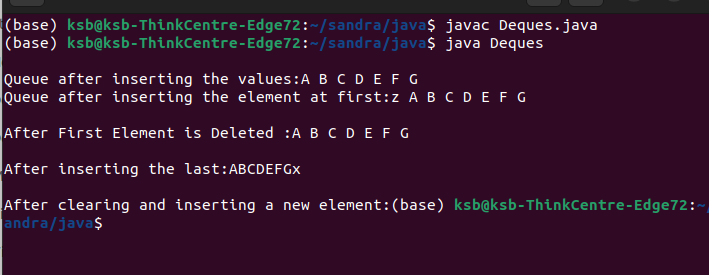 (base) ksb@ksb-ThinkCentre-Edge72:~/sandra/java$ javac Deques.java
(base) ksb@ksb-ThinkCentre-Edge72:~/sandra/java$ java Deques
Queue after inserting the values:A B C D E F G
Queue after inserting the element at first:z A B C D E F G
After First Element is Deleted :A B C D E F G
After inserting the last:ABCDEFGx
After clearing and inserting a new element:(base) ksb@ksb-ThinkCentre-Edge72:~/
andra/java$